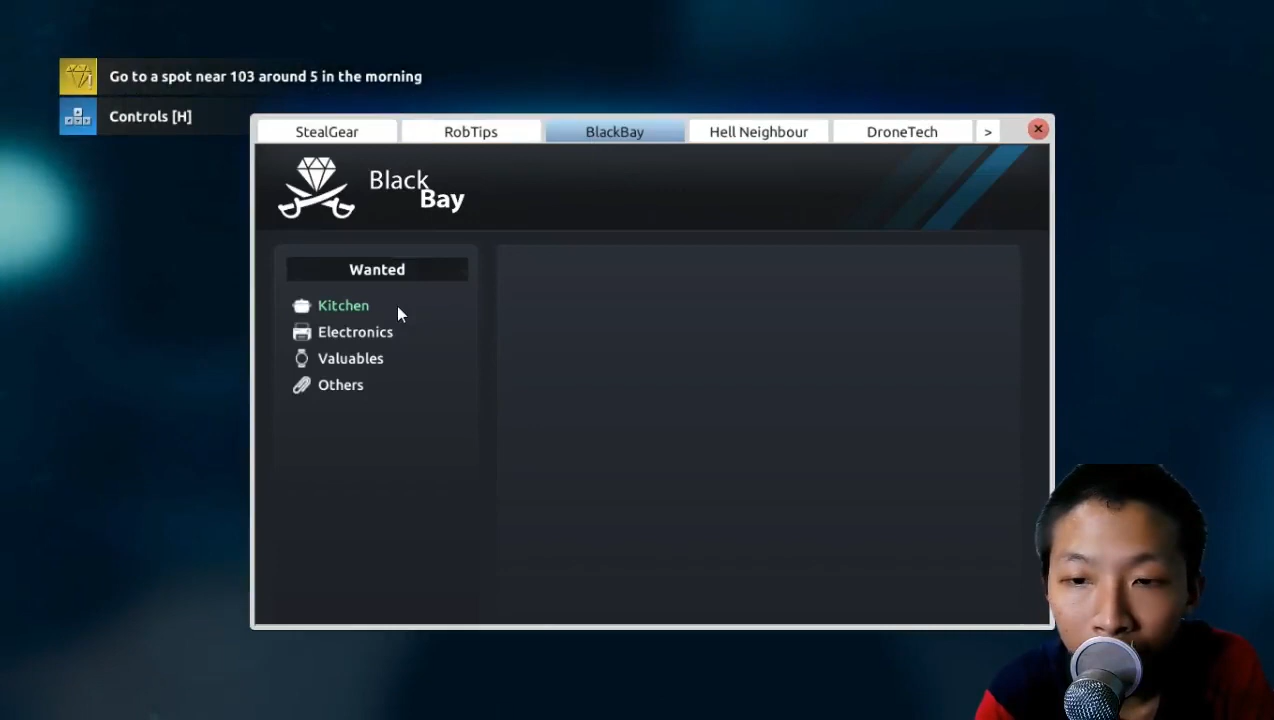 Go to a spot near 103 around 5 in the morning
Controls [H]
StealGear RobTips BlackBay Hell Neighbour DroneTech >
Black
Bay
Wanted
Kitchen
Electronics
Valuables
Others